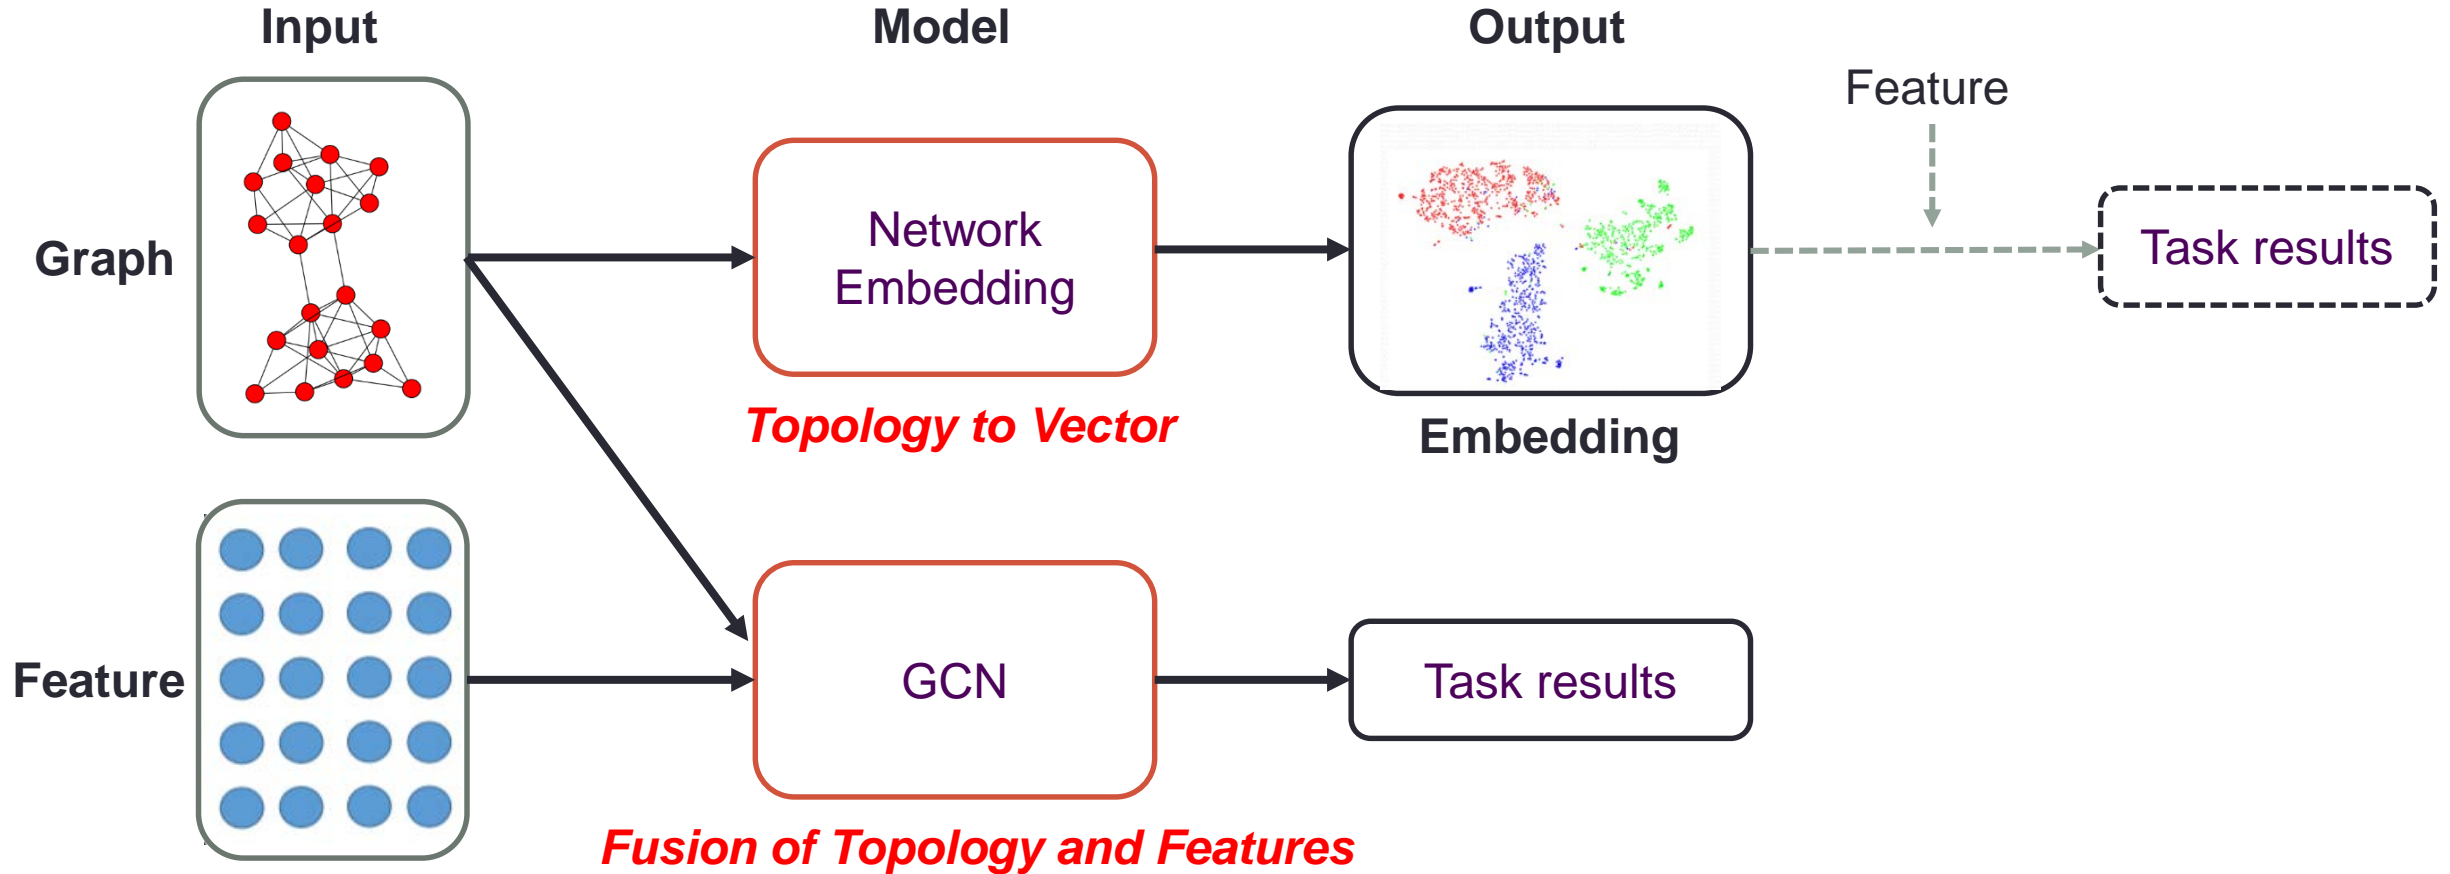 Input
Model
Output
Feature
Graph
Network
Embedding
Task results
Topology to Vector
Embedding
Feature
GCN
Task results
Fusion of Topology and Features